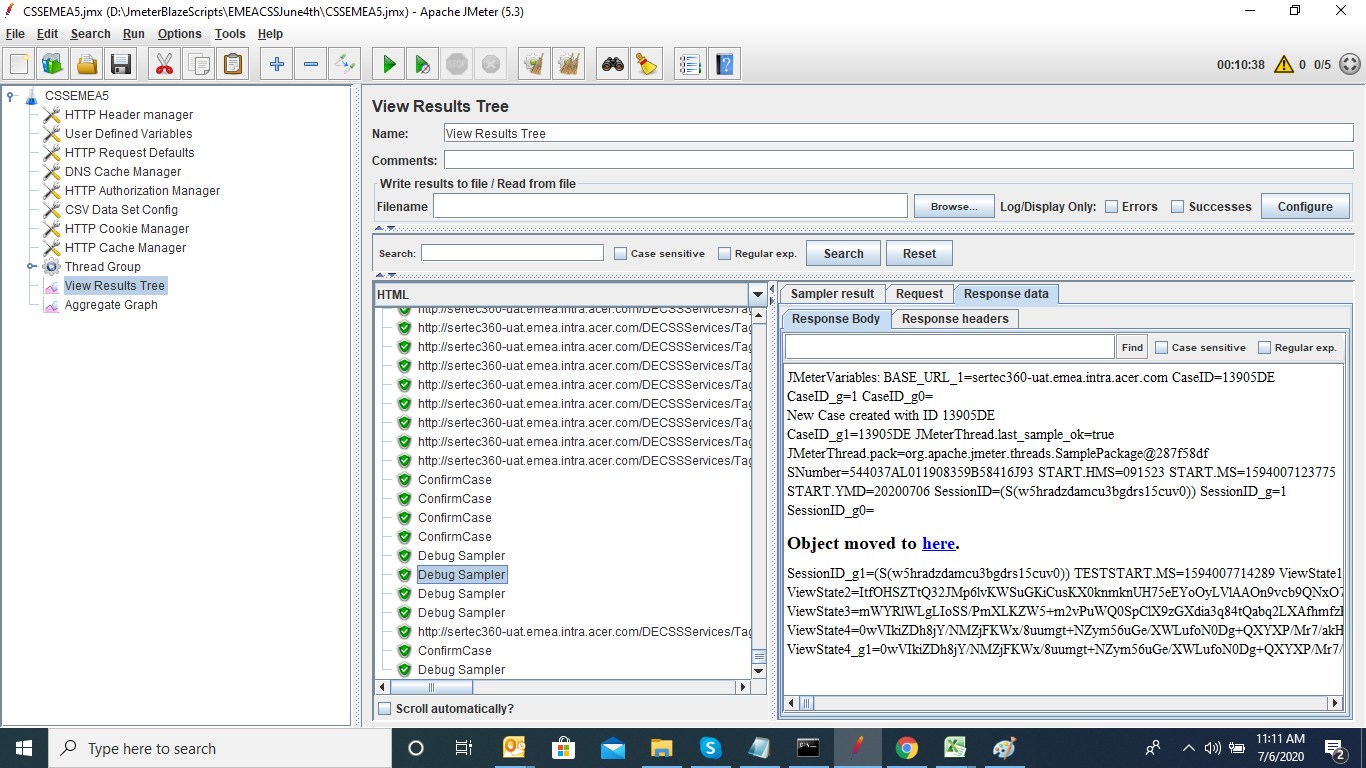 CSSEMEA5.jmx (D:\JmeterBlazeScripts\EMEACSSJune4th\CSSEMEA5.jmx) - Apache JMeter (5.3)
File Edit Search Run Options Tools Help
00:10:38 0 0/5
CSSEMEA5
HTTP Header manager
User Defined Variables
HTTP Request Defaults
DNS Cache Manager
HTTP Authorization Manager
CSV Data Set Config
HTTP Cookie Manager
HTTP Cache Manager
Thread Group
View Results Tree
Aggregate Graph
View Results Tree
Name: View Results Tree
Comments:
Write results to file / Read from file
Filename Browse... Log/Display Only: Errors Successes Configure
Search: Case sensitive Regular exp. Search Reset
HTML
http://sertec360-uat.emea.intra.acer.com/DECSSServices/Tag
http://sertec360-uat.emea.intra.acer.com/DECSSServices/Tag
http://sertec360-uat.emea.intra.acer.com/DECSSServices/Tag
http://sertec360-uat.emea.intra.acer.com/DECSSServices/Tag
http://sertec360-uat.emea.intra.acer.com/DECSSServices/Tag
http://sertec360-uat.emea.intra.acer.com/DECSSServices/Tag
http://sertec360-uat.emea.intra.acer.com/DECSSServices/Tag
http://sertec360-uat.emea.intra.acer.com/DECSSServices/Tag
http://sertec360-uat.emea.intra.acer.com/DECSSServices/Tag
ConfirmCase
ConfirmCase
ConfirmCase
ConfirmCase
Debug Sampler
Debug Sampler
Debug Sampler
Debug Sampler
http://sertec360-uat.emea.intra.acer.com/DECSSServices/Tag
ConfirmCase
Debug Sampler
Scroll automatically?
Sampler result Request Response data
Response Body Response headers
Find Case sensitive Regular exp.
JMeterVariables: BASE_URL_1=sertec360-uat.emea.intra.acer.com CaseID=13905DE
CaseID_g=1 CaseID_g0=
New Case created with ID 13905DE
CaseID_g1=13905DE JMeterThread.last_sample_ok=true
JMeterThread.pack=org.apache.jmeter.threads.SamplePackage@287f58df
SNumber=544037AL011908359B58416J93 START.HMS=091523 START.MS=1594007123775
START.YMD=20200706 SessionID=(S(w5hradzdamcu3bgdrs15cuv0)) SessionID_g=1
SessionID_g0=
Object moved to here.
SessionID_g1=(S(w5hradzdamcu3bgdrs15cuv0)) TESTSTART.MS=1594007714289 ViewState1
ViewState2=ItfOHSZTtQ32JMp6lvKWSuGKiCusKX0knmknUH75eEYoOyLVlAAOn9vcb9QNxO7
ViewState3=mWYRlWLgLIoSS/PmXLKZW5+m2vPuWQ0SpClX9zGXdia3q84tQabq2LXAfhmfzl
ViewState4=0wVIkiZDh8jY/NMZjFKWx/8uumgt+NZym56uGe/XWLufoN0Dg+QXYXP/Mr7/akH
ViewState4_g1=0wVIkiZDh8jY/NMZjFKWx/8uumgt+NZym56uGe/XWLufoN0Dg+QXYXP/Mr7/
Type here to search
11:11 AM
7/6/2020
2